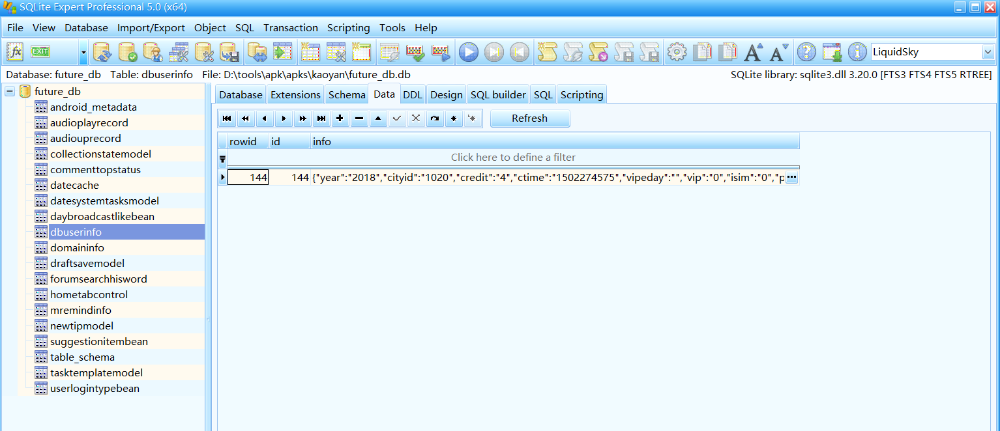 SQLite Expert Professional 5.0 (x64)
File View Database Import/Export Object SQL Transaction Scripting Tools Help
fx EXIT A A LiquidSky
Database: future_db Table: dbuserinfo File: D:\tools\apk\apks\kaoyan\future_db.db SQLite library: sqlite3.dll 3.20.0 [FTS3 FTS4 FTS5 RTREE]
future_db
android_metadata
audioplayrecord
audiouprecord
collectionstatemodel
commenttopstatus
datecache
datesystemtasksmodel
daybroadcastlikebean
dbuserinfo
domaininfo
draftsavemodel
forumsearchhisword
hometabcontrol
mremindinfo
newtipmodel
suggestionitembean
table_schema
tasktemplatemodel
userlogintypebean
Database Extensions Schema Data DDL Design SQL builder SQL Scripting
Refresh
rowid id info
Click here to define a filter
144 144 {"year":"2018","cityid":"1020","credit":"4","ctime":"1502274575","vipeday":"","vip":"0","isim":"0","p